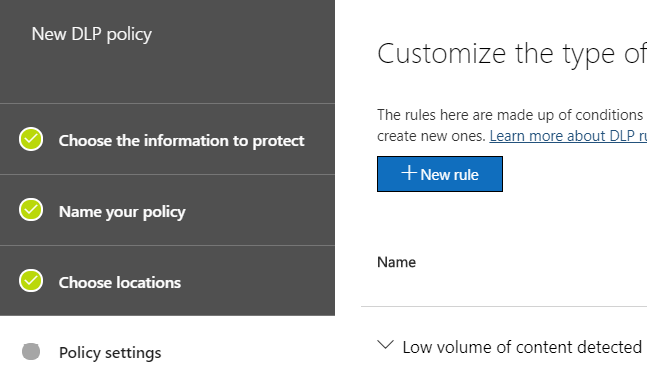 New DLP policy
Choose the information to protect
Name your policy
Choose locations
Policy settings
Customize the type of
The rules here are made up of conditions
create new ones. Learn more about DLP ru
+ New rule
Name
Low volume of content detected